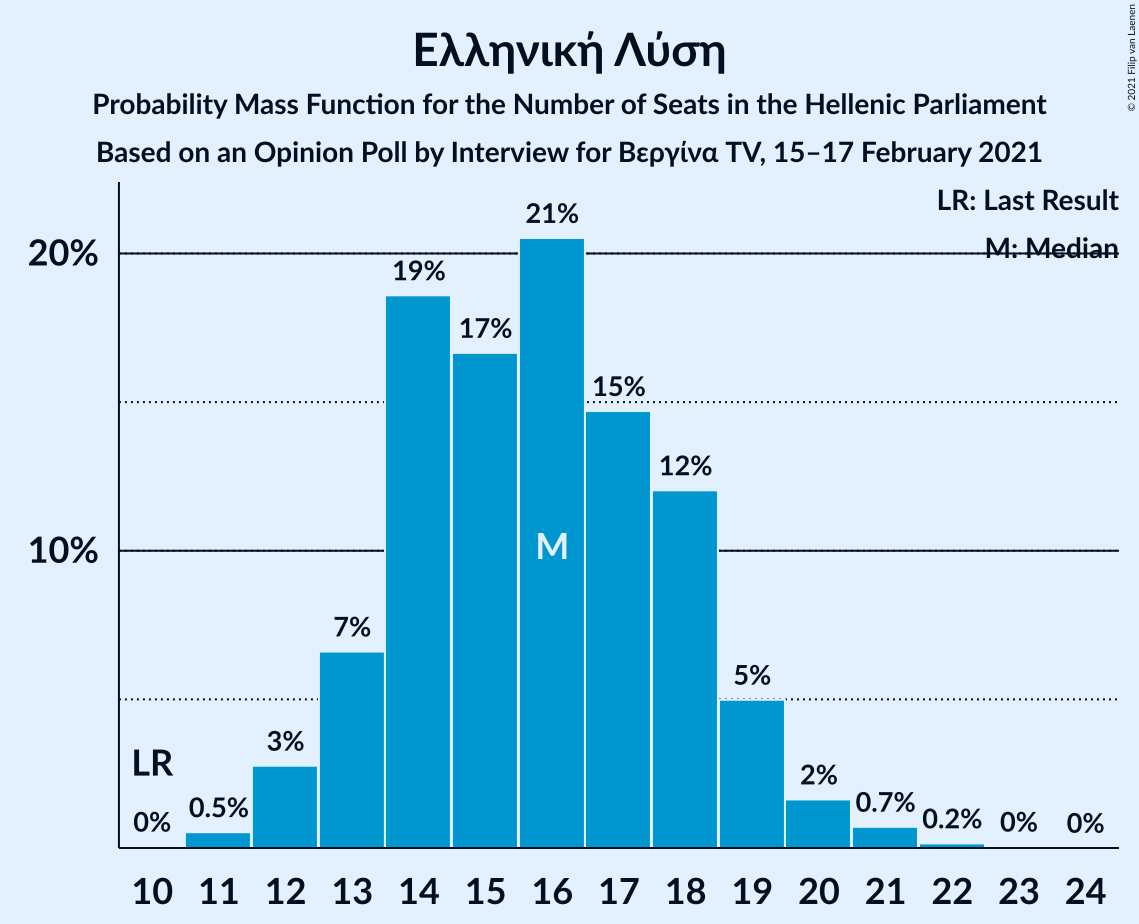 Ελληνική Λύση
Probability Mass Function for the Number of Seats in the Hellenic Parliament
Based on an Opinion Poll by Interview for Βεργίνα TV, 15–17 February 2021
© 2021 Filip van Laenen
LR: Last Result
M: Median
20%
10%
LR
0%
0.5%
3%
7%
19%
17%
21%
M
15%
12%
5%
2%
0.7%
0.2%
0%
0%
10 11 12 13 14 15 16 17 18 19 20 21 22 23 24